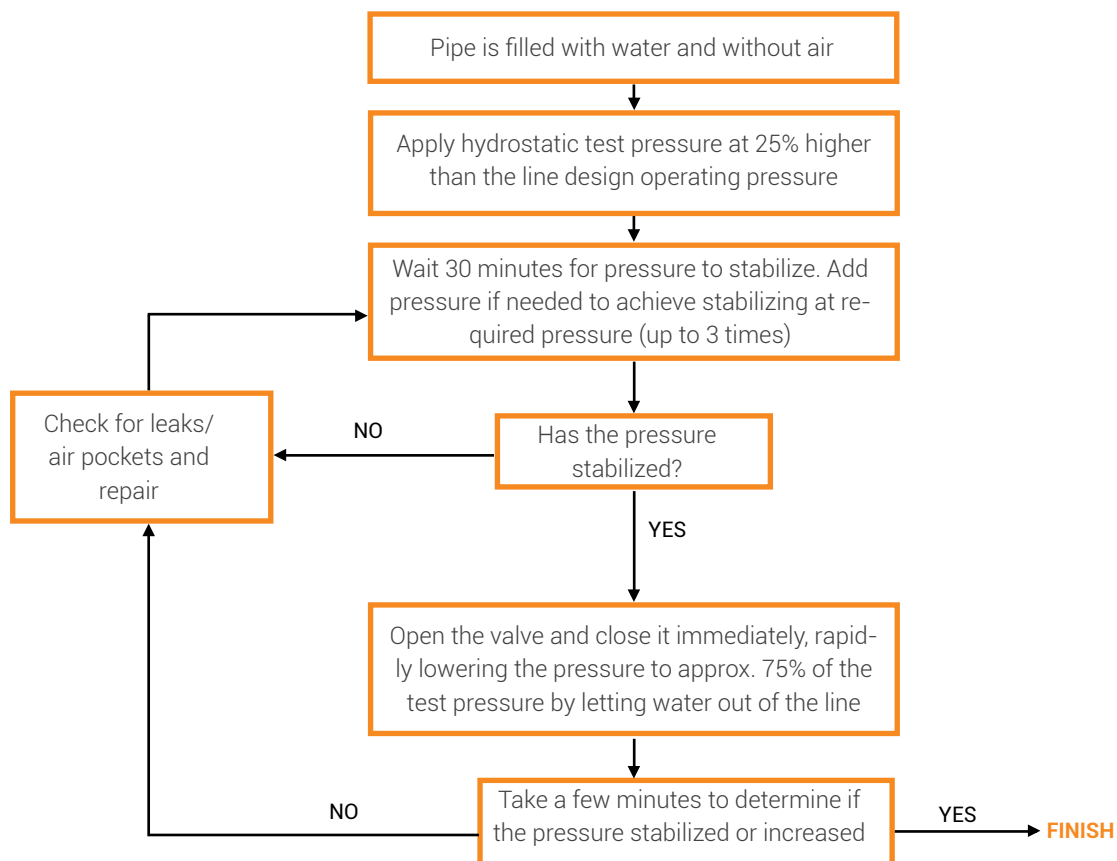 Pipe is filled with water and without air
Apply hydrostatic test pressure at 25% higher
than the line design operating pressure
Wait 30 minutes for pressure to stabilize. Add
pressure if needed to achieve stabilizing at re-
quired pressure (up to 3 times)
Check for leaks/
air pockets and
repair
NO
Has the pressure
stabilized?
YES
Open the valve and close it immediately, rapid-
ly lowering the pressure to approx. 75% of the
test pressure by letting water out of the line
NO
Take a few minutes to determine if
the pressure stabilized or increased
YES
FINISH